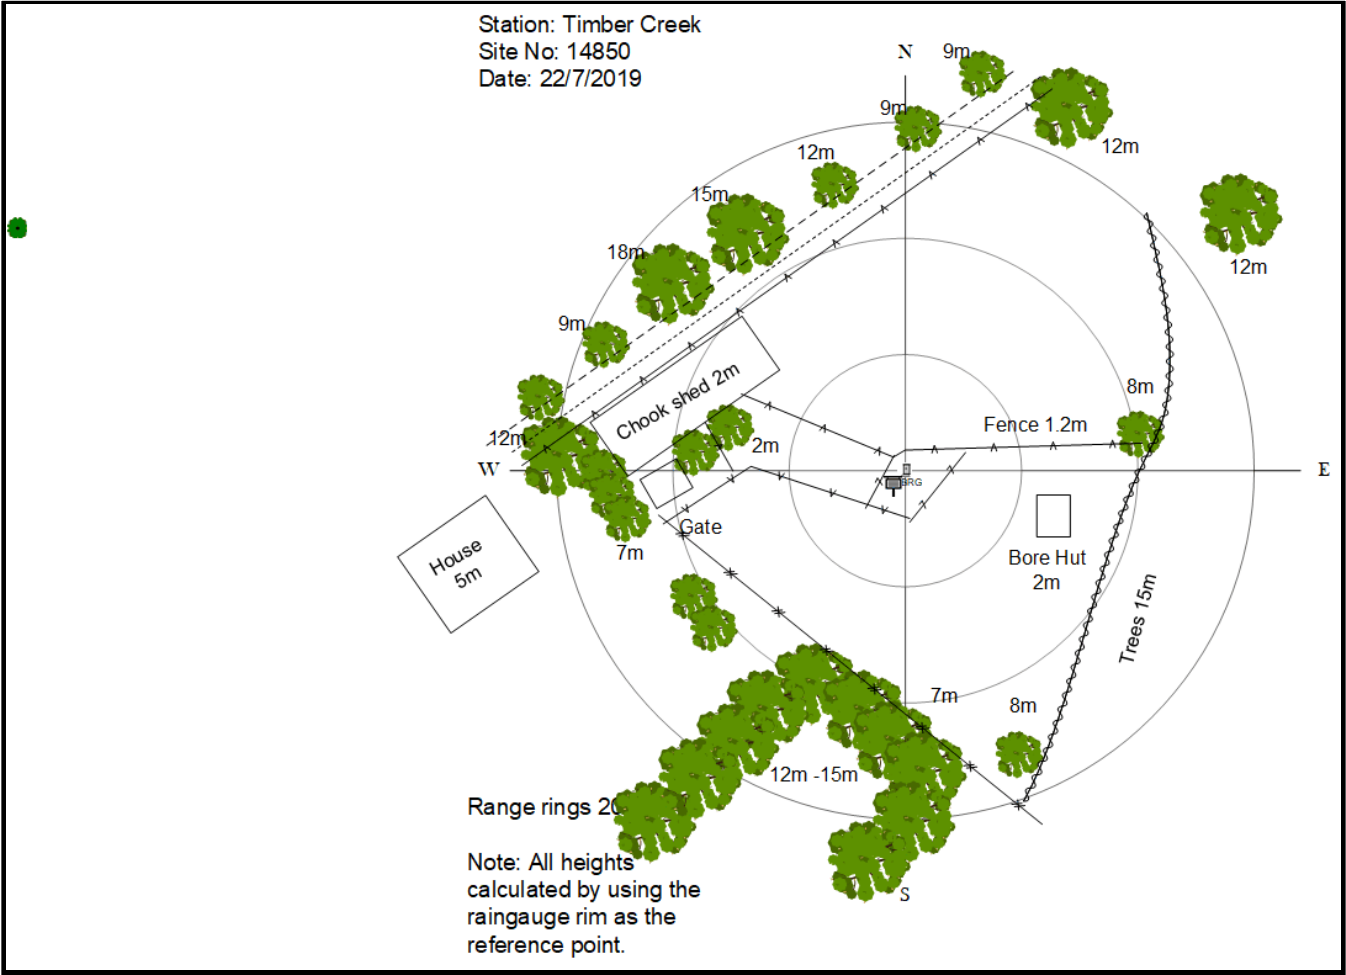 Station: Timber Creek
Site No: 14850
Date: 22/7/2019
N
9m
9m
12m
12m
15m
18m
12m
9m
8m
Chook shed 2m
Fence 1.2m
12m
2m
W
E
BRG
Gate
House
5m
7m
Bore Hut
2m
Trees 15m
7m
8m
12m -15m
Range rings 20
Note: All heights
calculated by using the
raingauge rim as the
reference point.
S